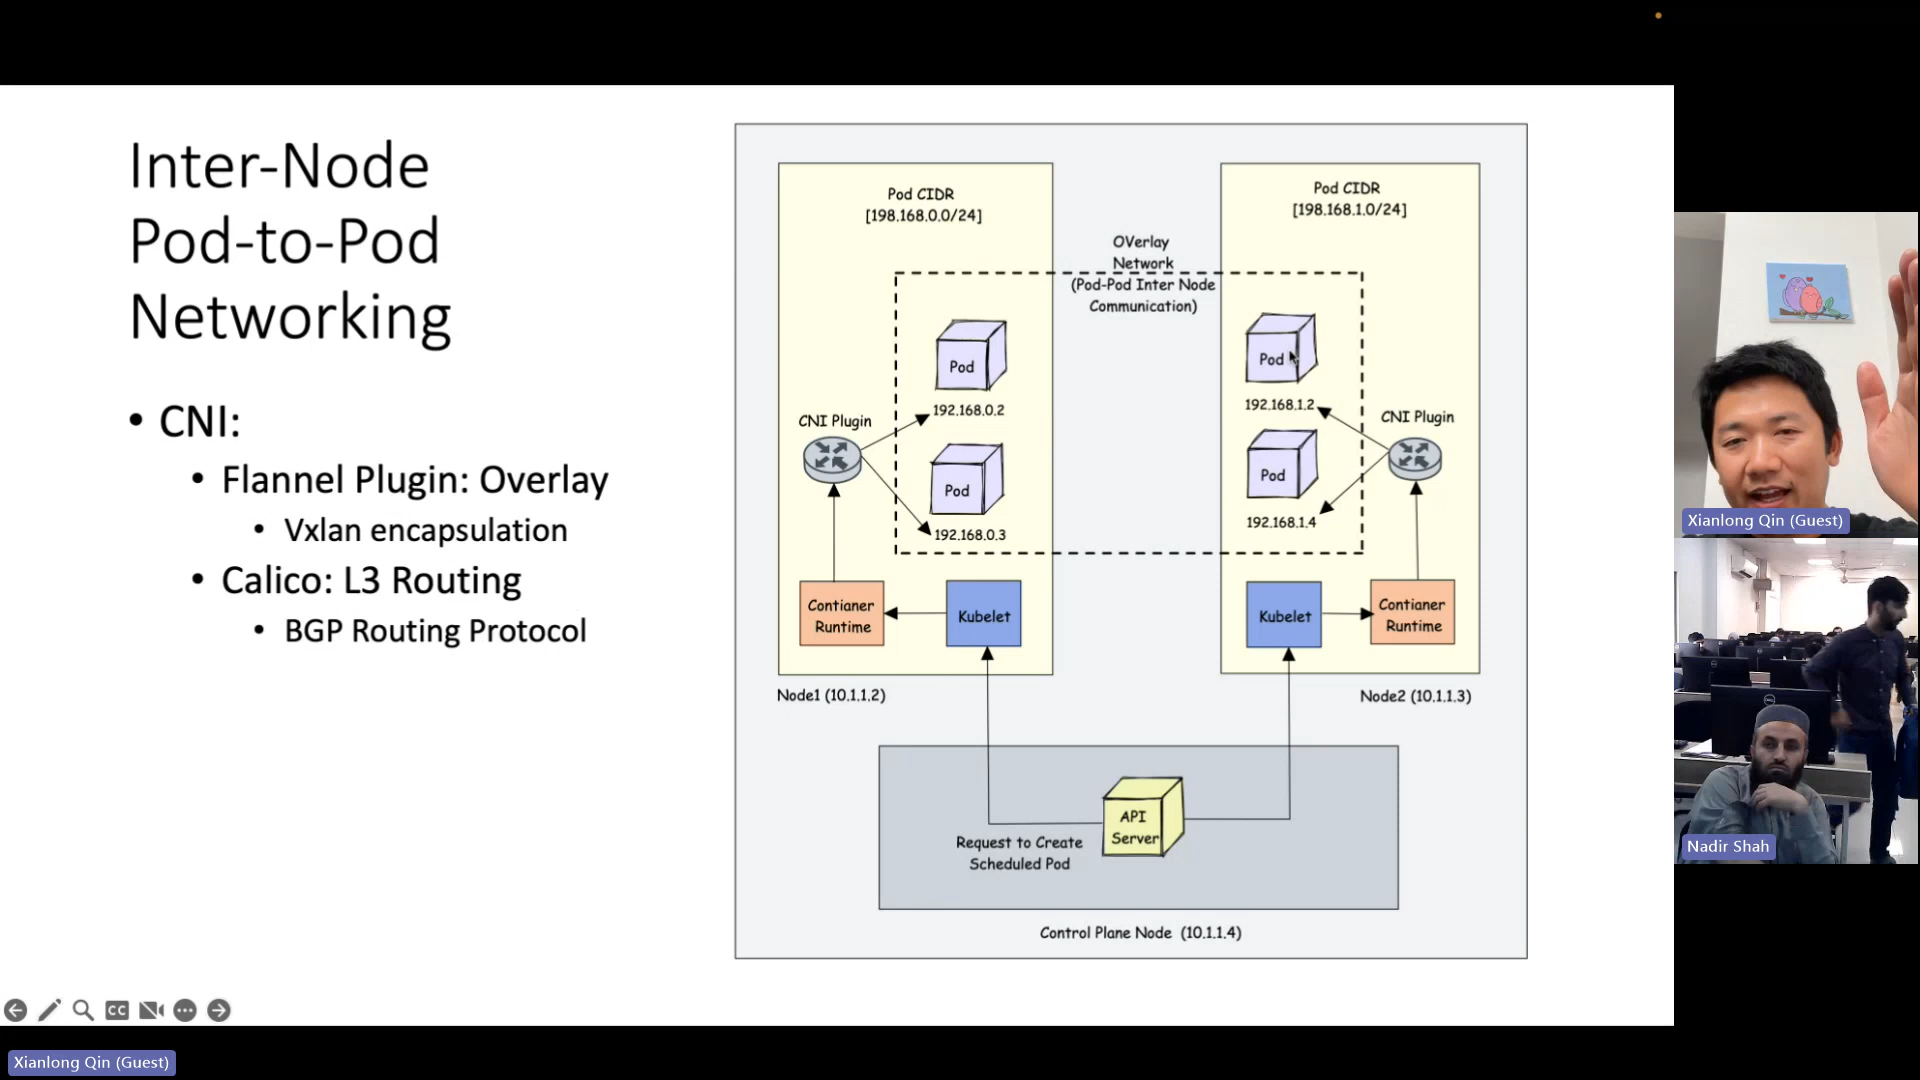 Inter-Node
Pod-to-Pod
Networking
• CNI:
• Flannel Plugin: Overlay
• Vxlan encapsulation
• Calico: L3 Routing
• BGP Routing Protocol
Pod CIDR
[198.168.0.0/24]
Pod CIDR
[198.168.1.0/24]
OVerlay
Network
(Pod-Pod Inter Node
Communication)
Pod
192.168.0.2
Pod
192.168.0.3
CNI Plugin
Pod
192.168.1.2
Pod
192.168.1.4
CNI Plugin
Contianer
Runtime
Kubelet
Kubelet
Contianer
Runtime
Node1 (10.1.1.2)
Node2 (10.1.1.3)
API
Server
Request to Create
Scheduled Pod
Control Plane Node (10.1.1.4)
CC
Xianlong Qin (Guest)
Nadir Shah
Xianlong Qin (Guest)